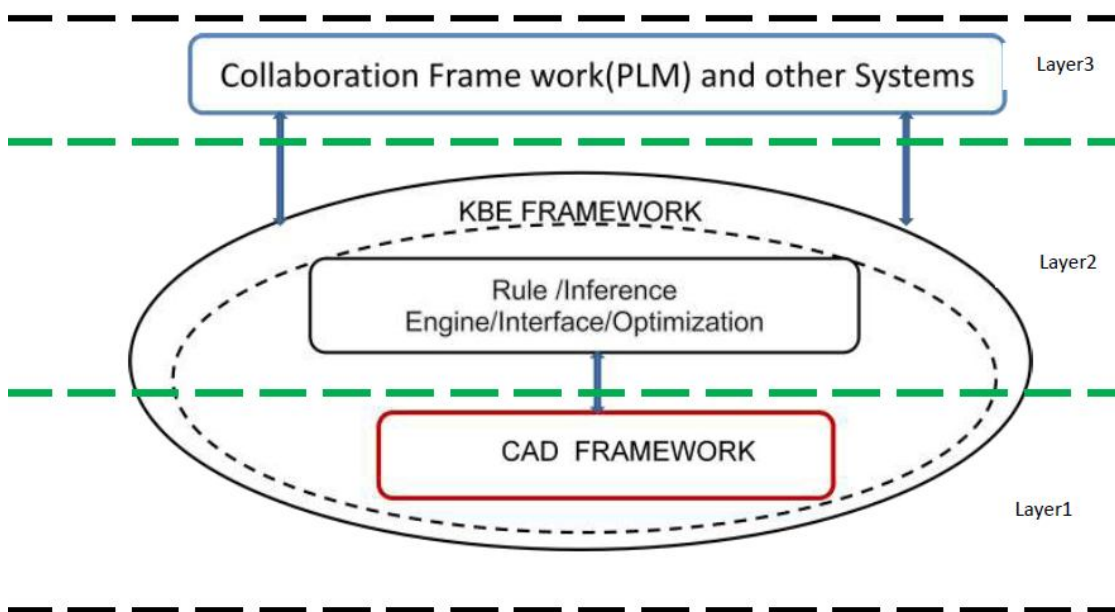 Collaboration Frame work(PLM) and other Systems
Layer3
KBE FRAMEWORK
Layer2
Rule /Inference
Engine/Interface/Optimization
CAD FRAMEWORK
Layer1